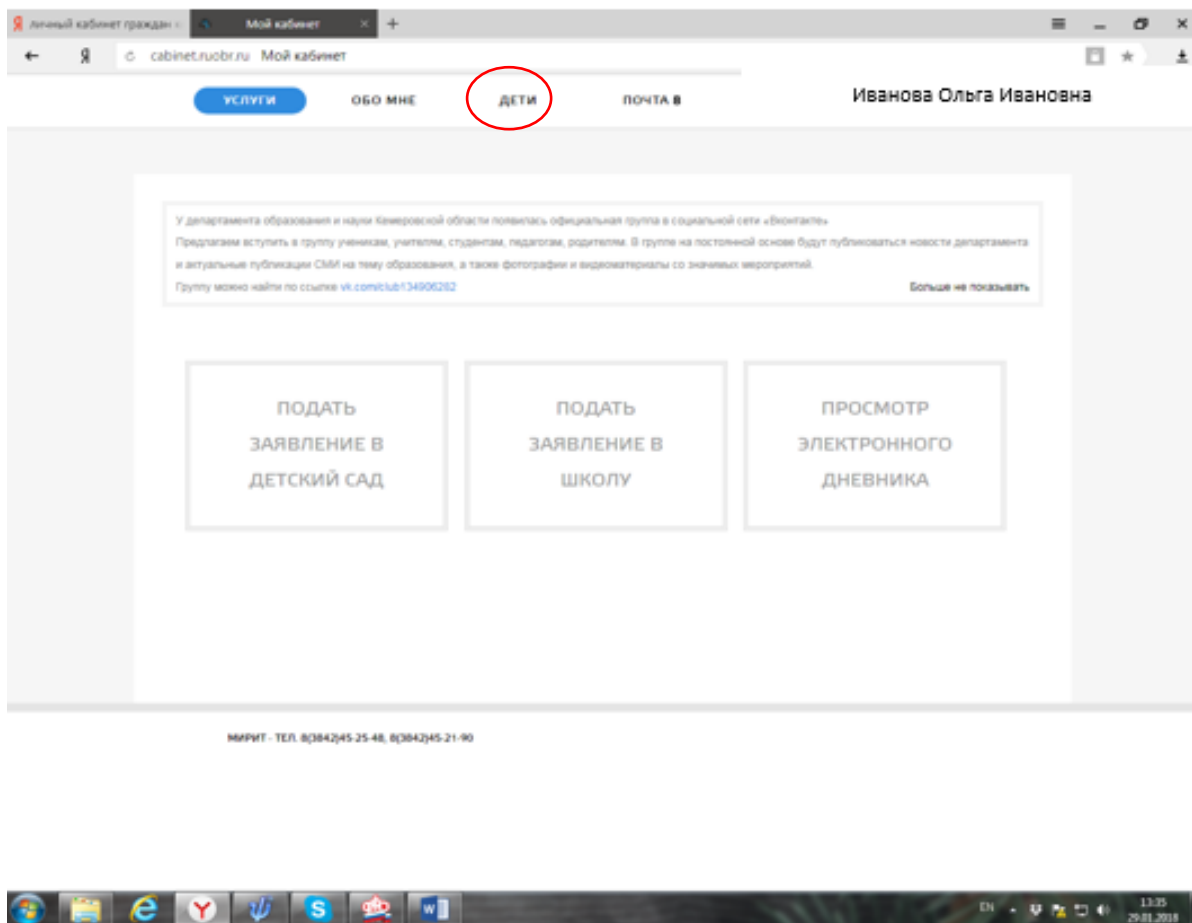 Я личный кабинет граждан
Мой кабинет × +
Я cabinet.ruobr.ru Мой кабинет
УСЛУГИ ОБО МНЕ ДЕТИ ПОЧТА 8 Иванова Ольга Ивановна
У департамента образования и науки Кемеровской области появилась официальная группа в социальной сети «Вконтакте»
Предлагаем вступить в группу ученикам, учителям, студентам, педагогам, родителям. В группе на постоянной основе будут публиковаться новости департамента
и актуальные публикации СМИ на тему образования, а также фотографии и видеоматериалы со значимых мероприятий.
Группу можно найти по ссылке vk.com/club134906282 Больше не показывать
ПОДАТЬ
ЗАЯВЛЕНИЕ В
ДЕТСКИЙ САД
ПОДАТЬ
ЗАЯВЛЕНИЕ В
ШКОЛУ
ПРОСМОТР
ЭЛЕКТРОННОГО
ДНЕВНИКА
МИРИТ - ТЕЛ. 8(3842)45-25-48, 8(3842)45-21-90
EN 13:35
29.01.2018